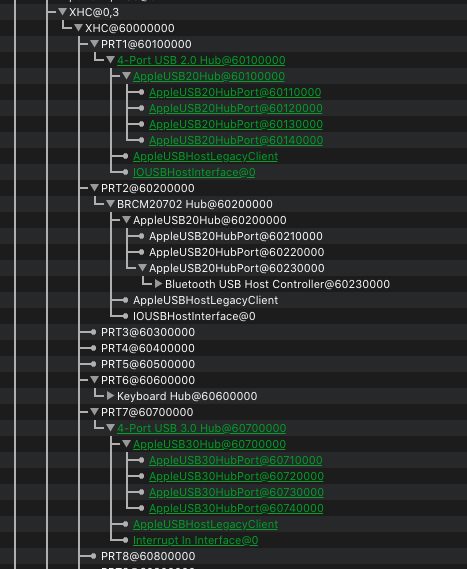 XHC@0,3
XHC@60000000
PRT1@60100000
4-Port USB 2.0 Hub@60100000
AppleUSB20Hub@60100000
AppleUSB20HubPort@60110000
AppleUSB20HubPort@60120000
AppleUSB20HubPort@60130000
AppleUSB20HubPort@60140000
AppleUSBHostLegacyClient
IOUSBHostInterface@0
PRT2@60200000
BRCM20702 Hub@60200000
AppleUSB20Hub@60200000
AppleUSB20HubPort@60210000
AppleUSB20HubPort@60220000
AppleUSB20HubPort@60230000
Bluetooth USB Host Controller@60230000
AppleUSBHostLegacyClient
IOUSBHostInterface@0
PRT3@60300000
PRT4@60400000
PRT5@60500000
PRT6@60600000
Keyboard Hub@60600000
PRT7@60700000
4-Port USB 3.0 Hub@60700000
AppleUSB30Hub@60700000
AppleUSB30HubPort@60710000
AppleUSB30HubPort@60720000
AppleUSB30HubPort@60730000
AppleUSB30HubPort@60740000
AppleUSBHostLegacyClient
Interrupt In Interface@0
PRT8@60800000